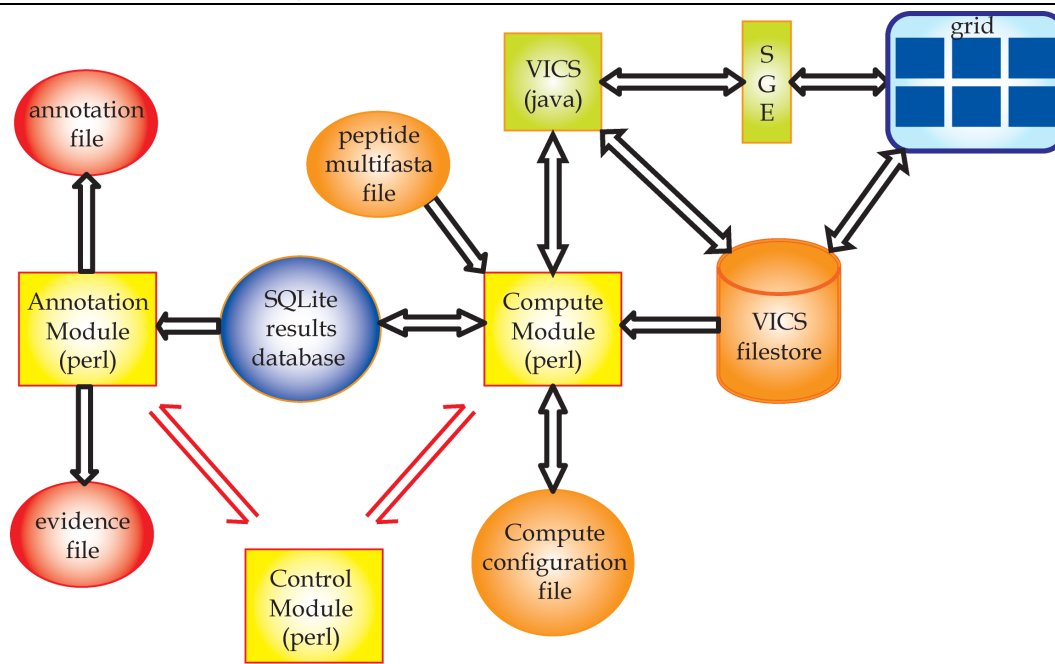 grid
VICS
(java)
S
G
E
annotation
file
peptide
multifasta
file
Annotation
Module
(perl)
SQLite
results
database
Compute
Module
(perl)
VICS
filestore
evidence
file
Compute
configuration
file
Control
Module
(perl)